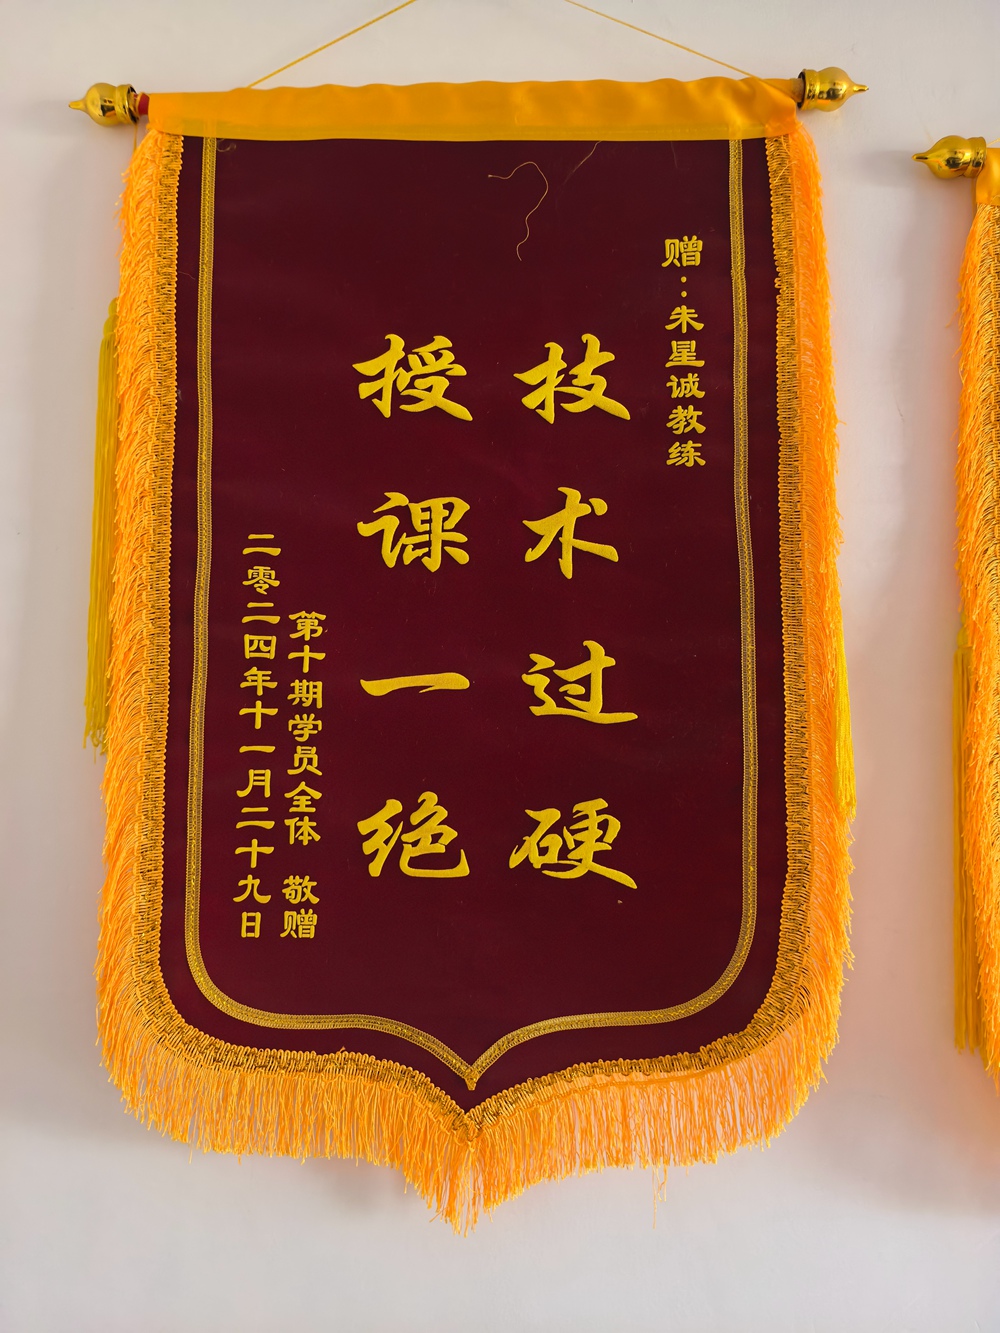 赠：朱星诚教练
技术过硬
授课一绝
第十期学员全体 敬赠
二零二四年十一月二十九日